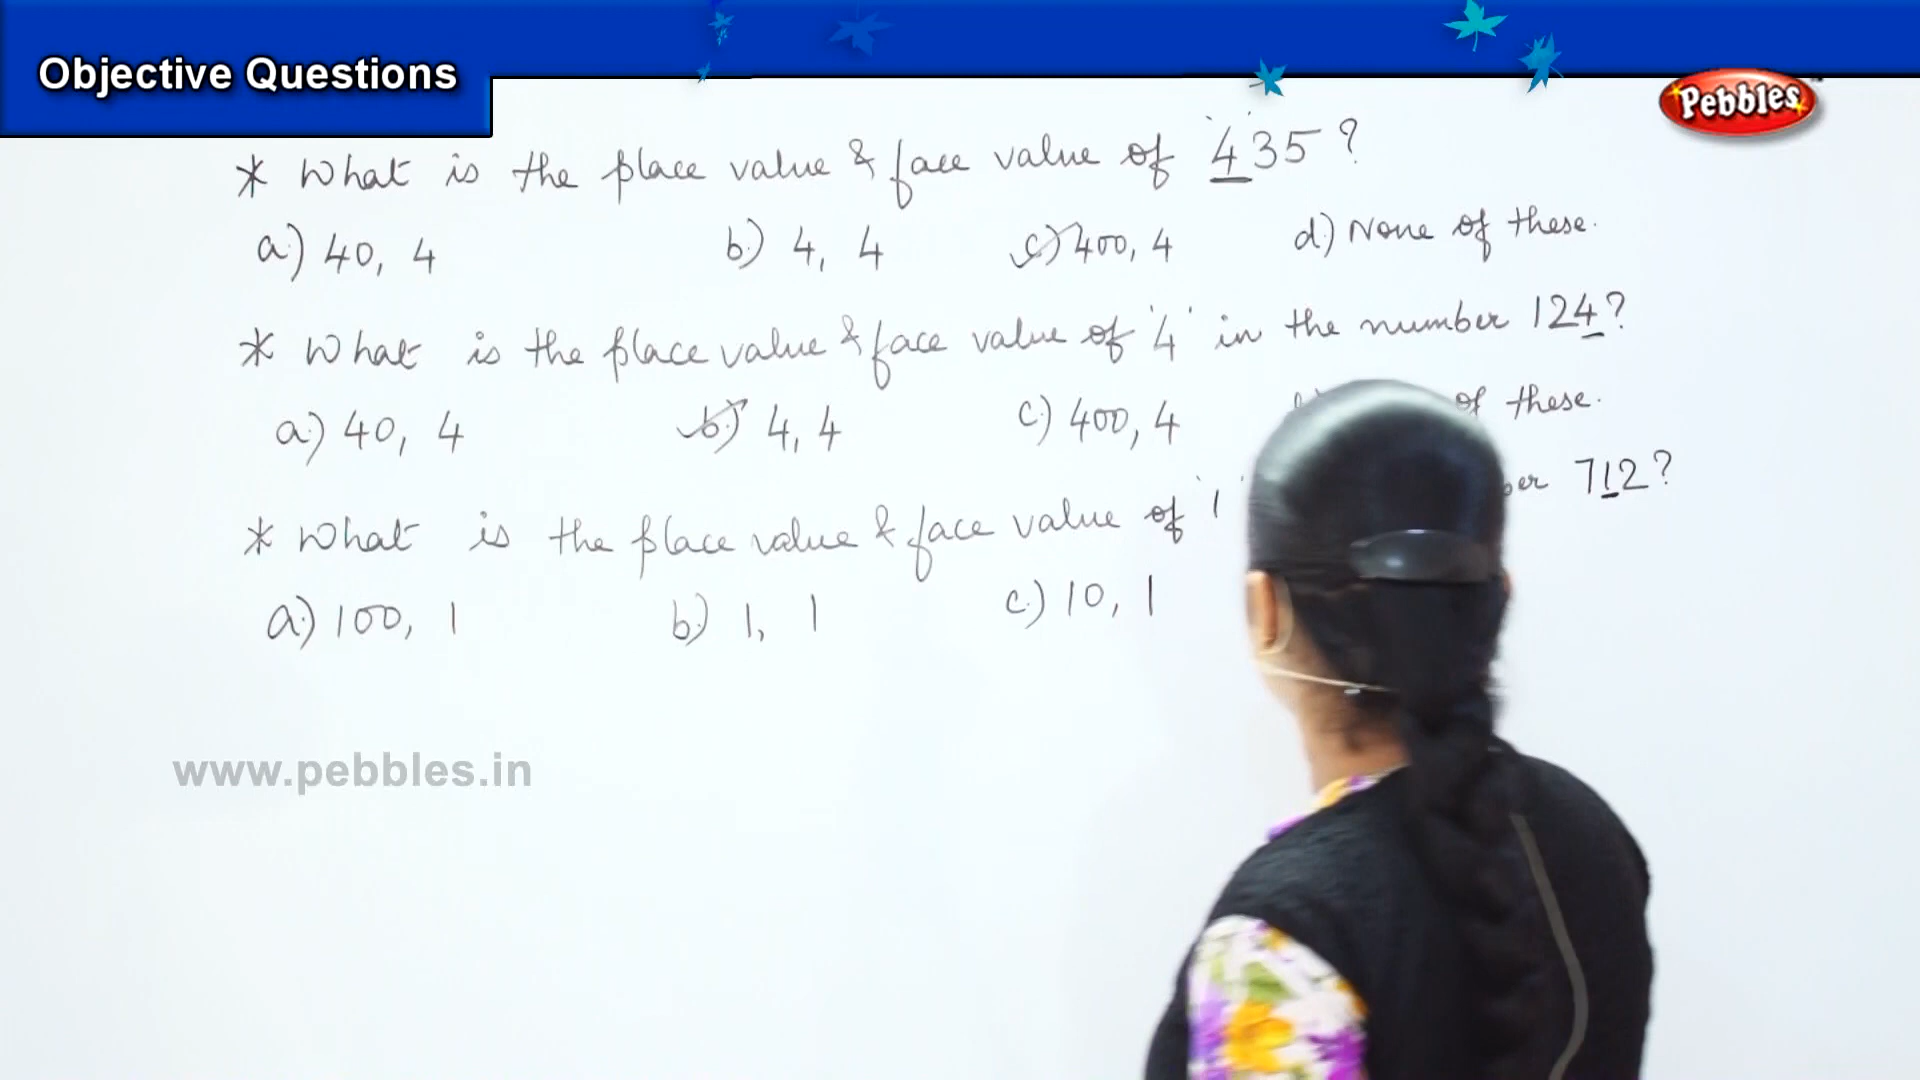 Objective Questions
Pebbles
* What is the place value & face value of '4'35?
a.) 40, 4 b.) 4, 4 c.) 400, 4 d.) None of these.
* What is the place value & face value of '4' in the number 124?
a.) 40, 4 b.) 4, 4 c.) 400, 4 of these.
* What is the place value & face value of '1' 712?
a.) 100, 1 b.) 1, 1 c.) 10, 1
www.pebbles.in